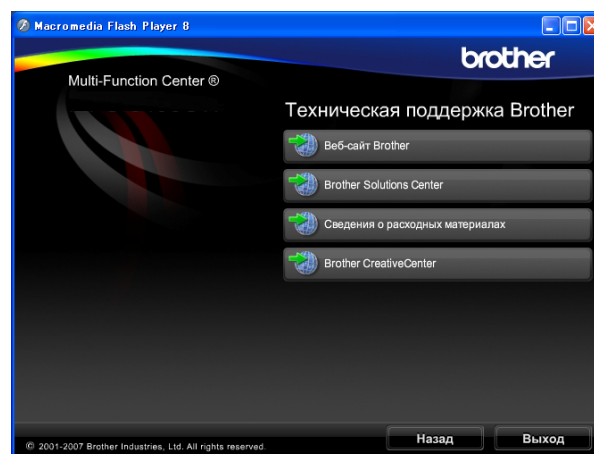 Macromedia Flash Player 8
brother
Multi-Function Center ®
Техническая поддержка Brother
Веб-сайт Brother
Brother Solutions Center
Сведения о расходных материалах
Brother CreativeCenter
Назад
Выход
© 2001-2007 Brother Industries, Ltd. All rights reserved.